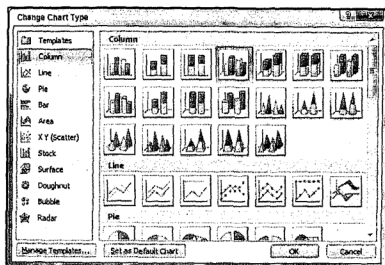 Change Chart Type
Templates
Column
Line
Pie
Bar
Area
X Y (Scatter)
Stock
Surface
Doughnut
Bubble
Radar
Column
Line
Pie
Manage Templates...
Set as Default Chart
OK
Cancel